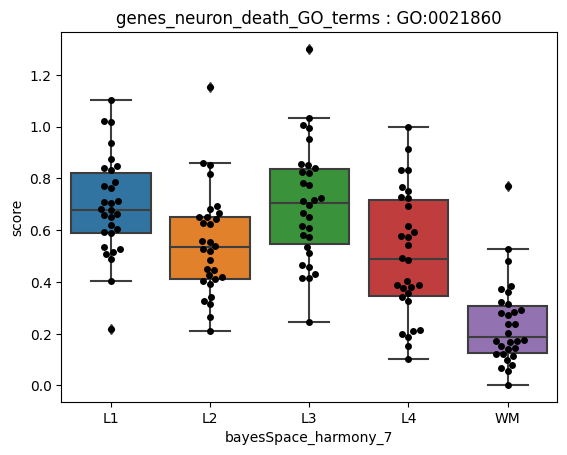 genes_neuron_death_GO_terms : GO:0021860
1.2
1.0
0.8
0.6
0.4
0.2
0.0
score
L1 L2 L3 L4 WM
bayesSpace_harmony_7